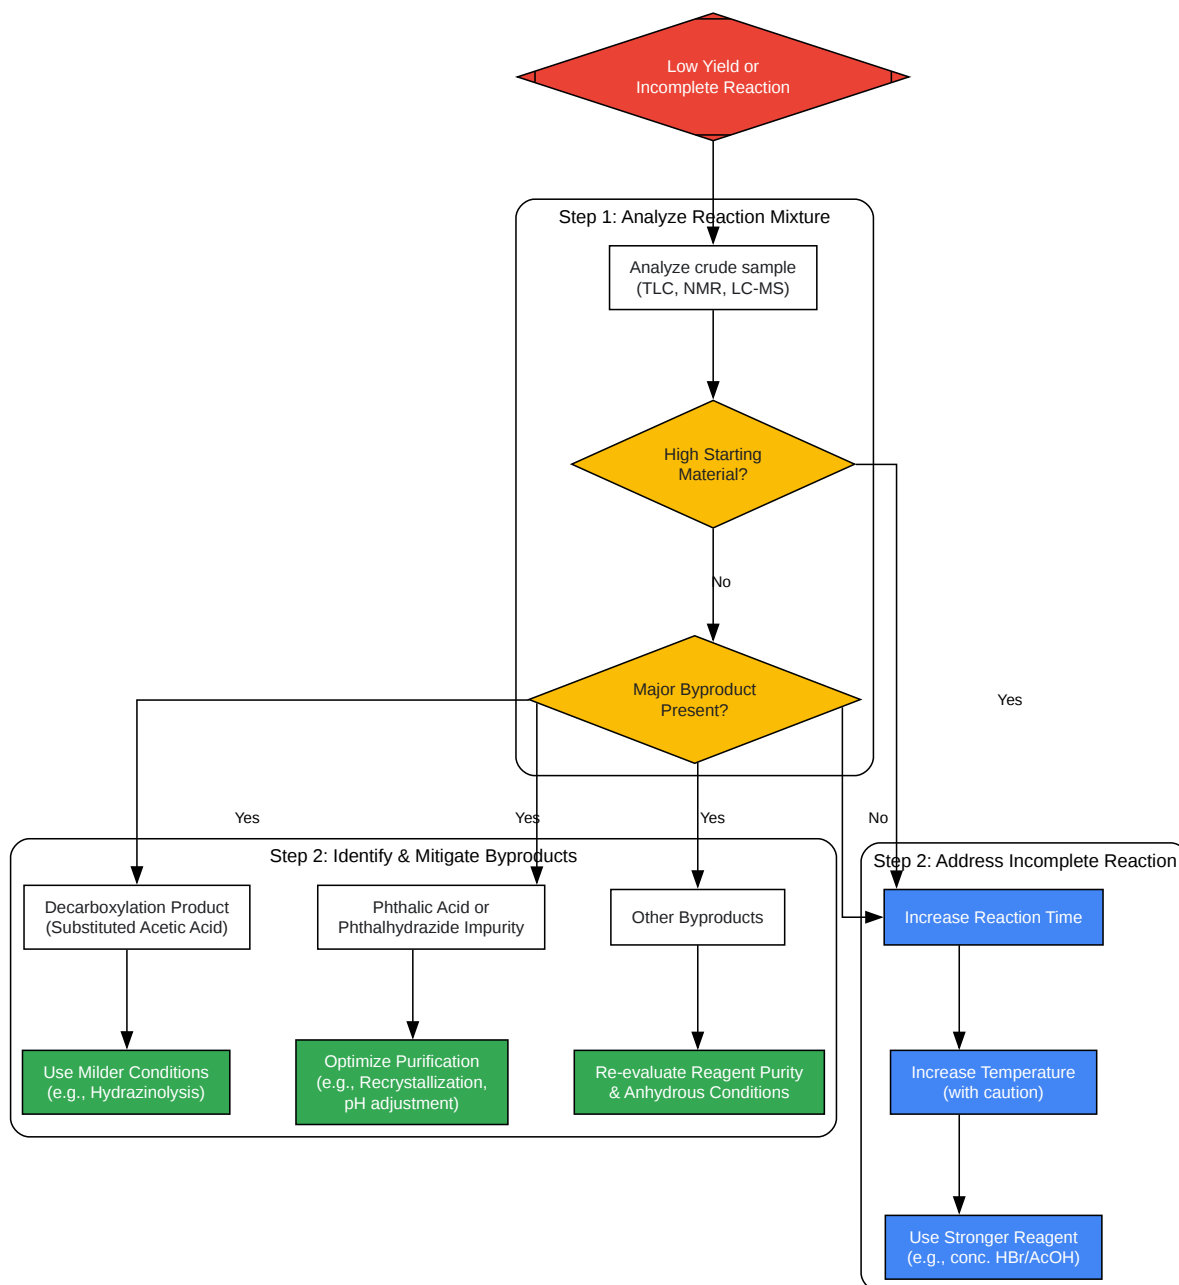 Low Yield or
Incomplete Reaction
Step 1: Analyze Reaction Mixture
Analyze crude sample
(TLC, NMR, LC-MS)
High Starting
Material?
No
Major Byproduct
Present?
Yes
Yes
Yes
Yes
No
Step 2: Identify & Mitigate Byproducts
Step 2: Address Incomplete Reaction
Decarboxylation Product
(Substituted Acetic Acid)
Phthalic Acid or
Phthalhydrazide Impurity
Other Byproducts
Increase Reaction Time
Use Milder Conditions
(e.g., Hydrazinolysis)
Optimize Purification
(e.g., Recrystallization,
pH adjustment)
Re-evaluate Reagent Purity
& Anhydrous Conditions
Increase Temperature
(with caution)
Use Stronger Reagent
(e.g., conc. HBr/AcOH)